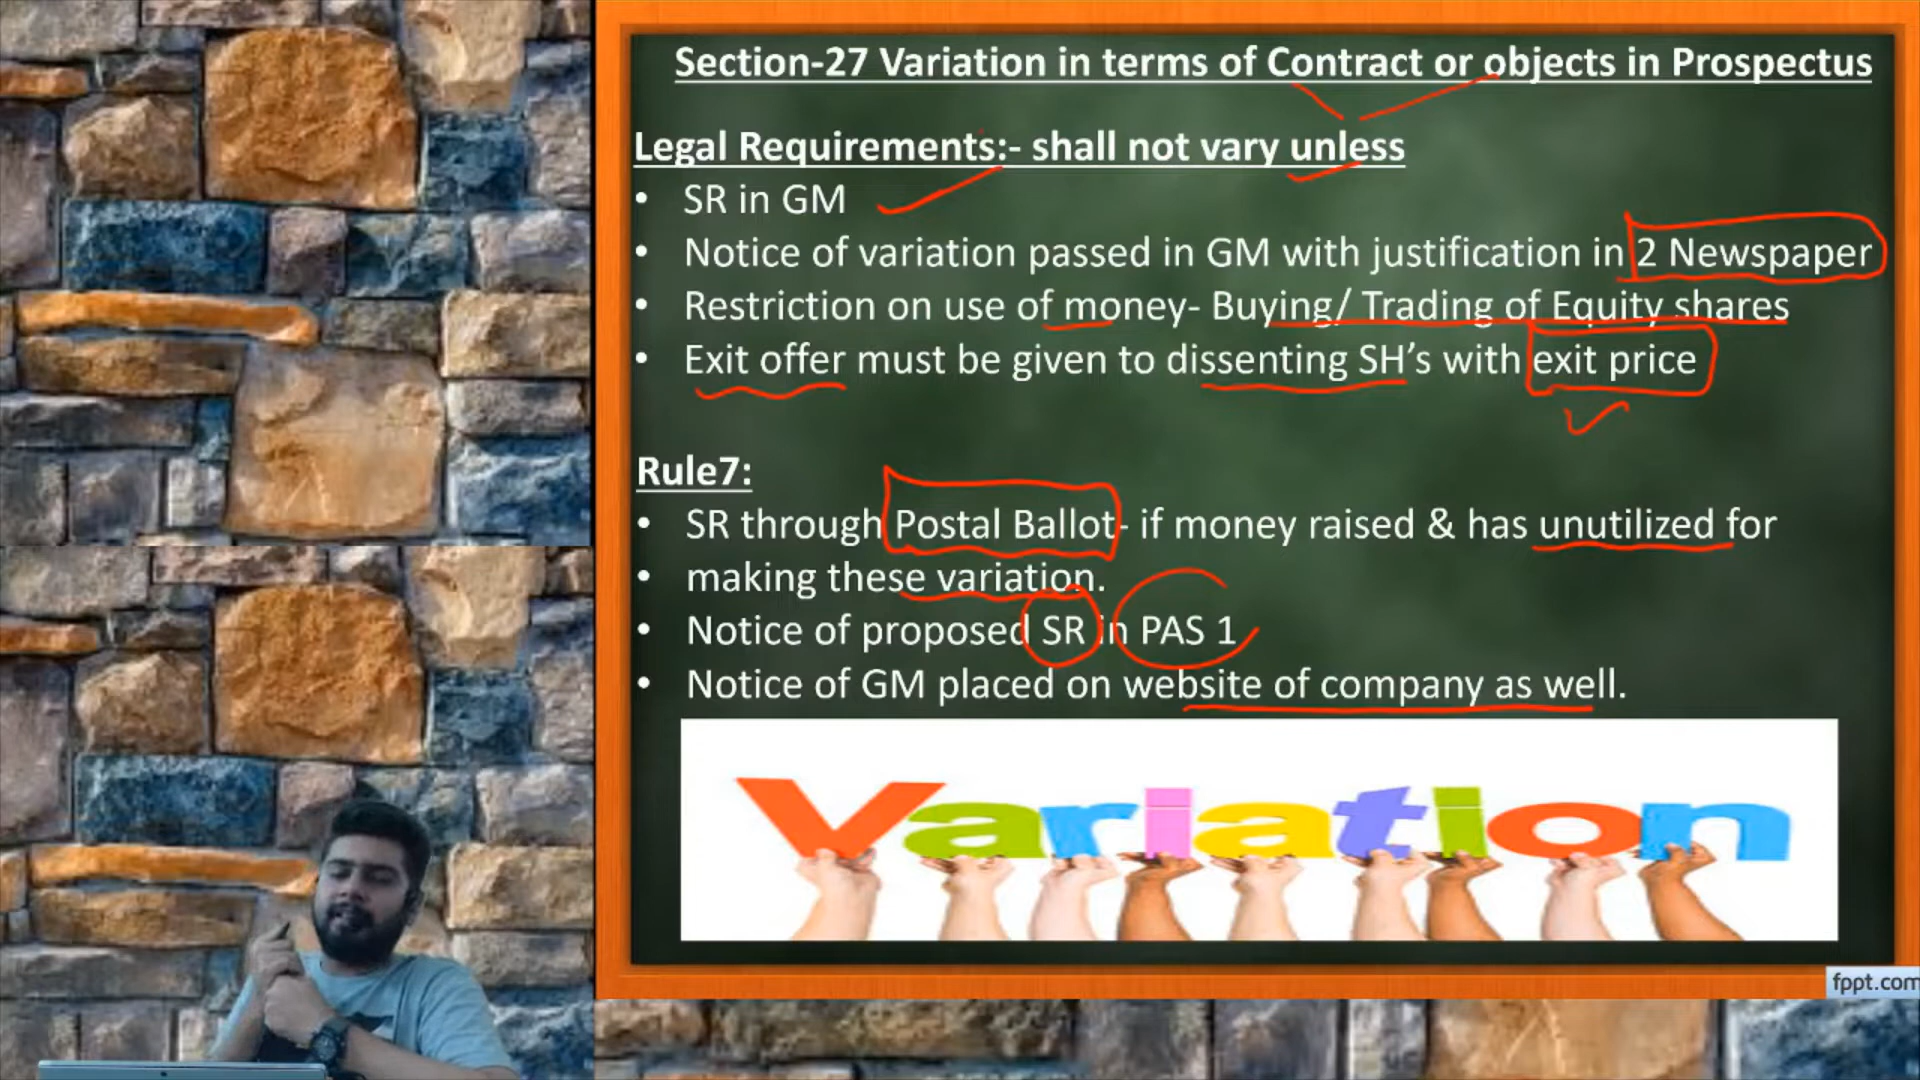 Section-27 Variation in terms of Contract or objects in Prospectus
Legal Requirements:- shall not vary unless
• SR in GM
• Notice of variation passed in GM with justification in 2 Newspaper
• Restriction on use of money- Buying/ Trading of Equity shares
• Exit offer must be given to dissenting SH's with exit price
Rule7:
• SR through Postal Ballot- if money raised & has unutilized for
• making these variation.
• Notice of proposed SR in PAS 1
• Notice of GM placed on website of company as well.
Variation
fppt.com